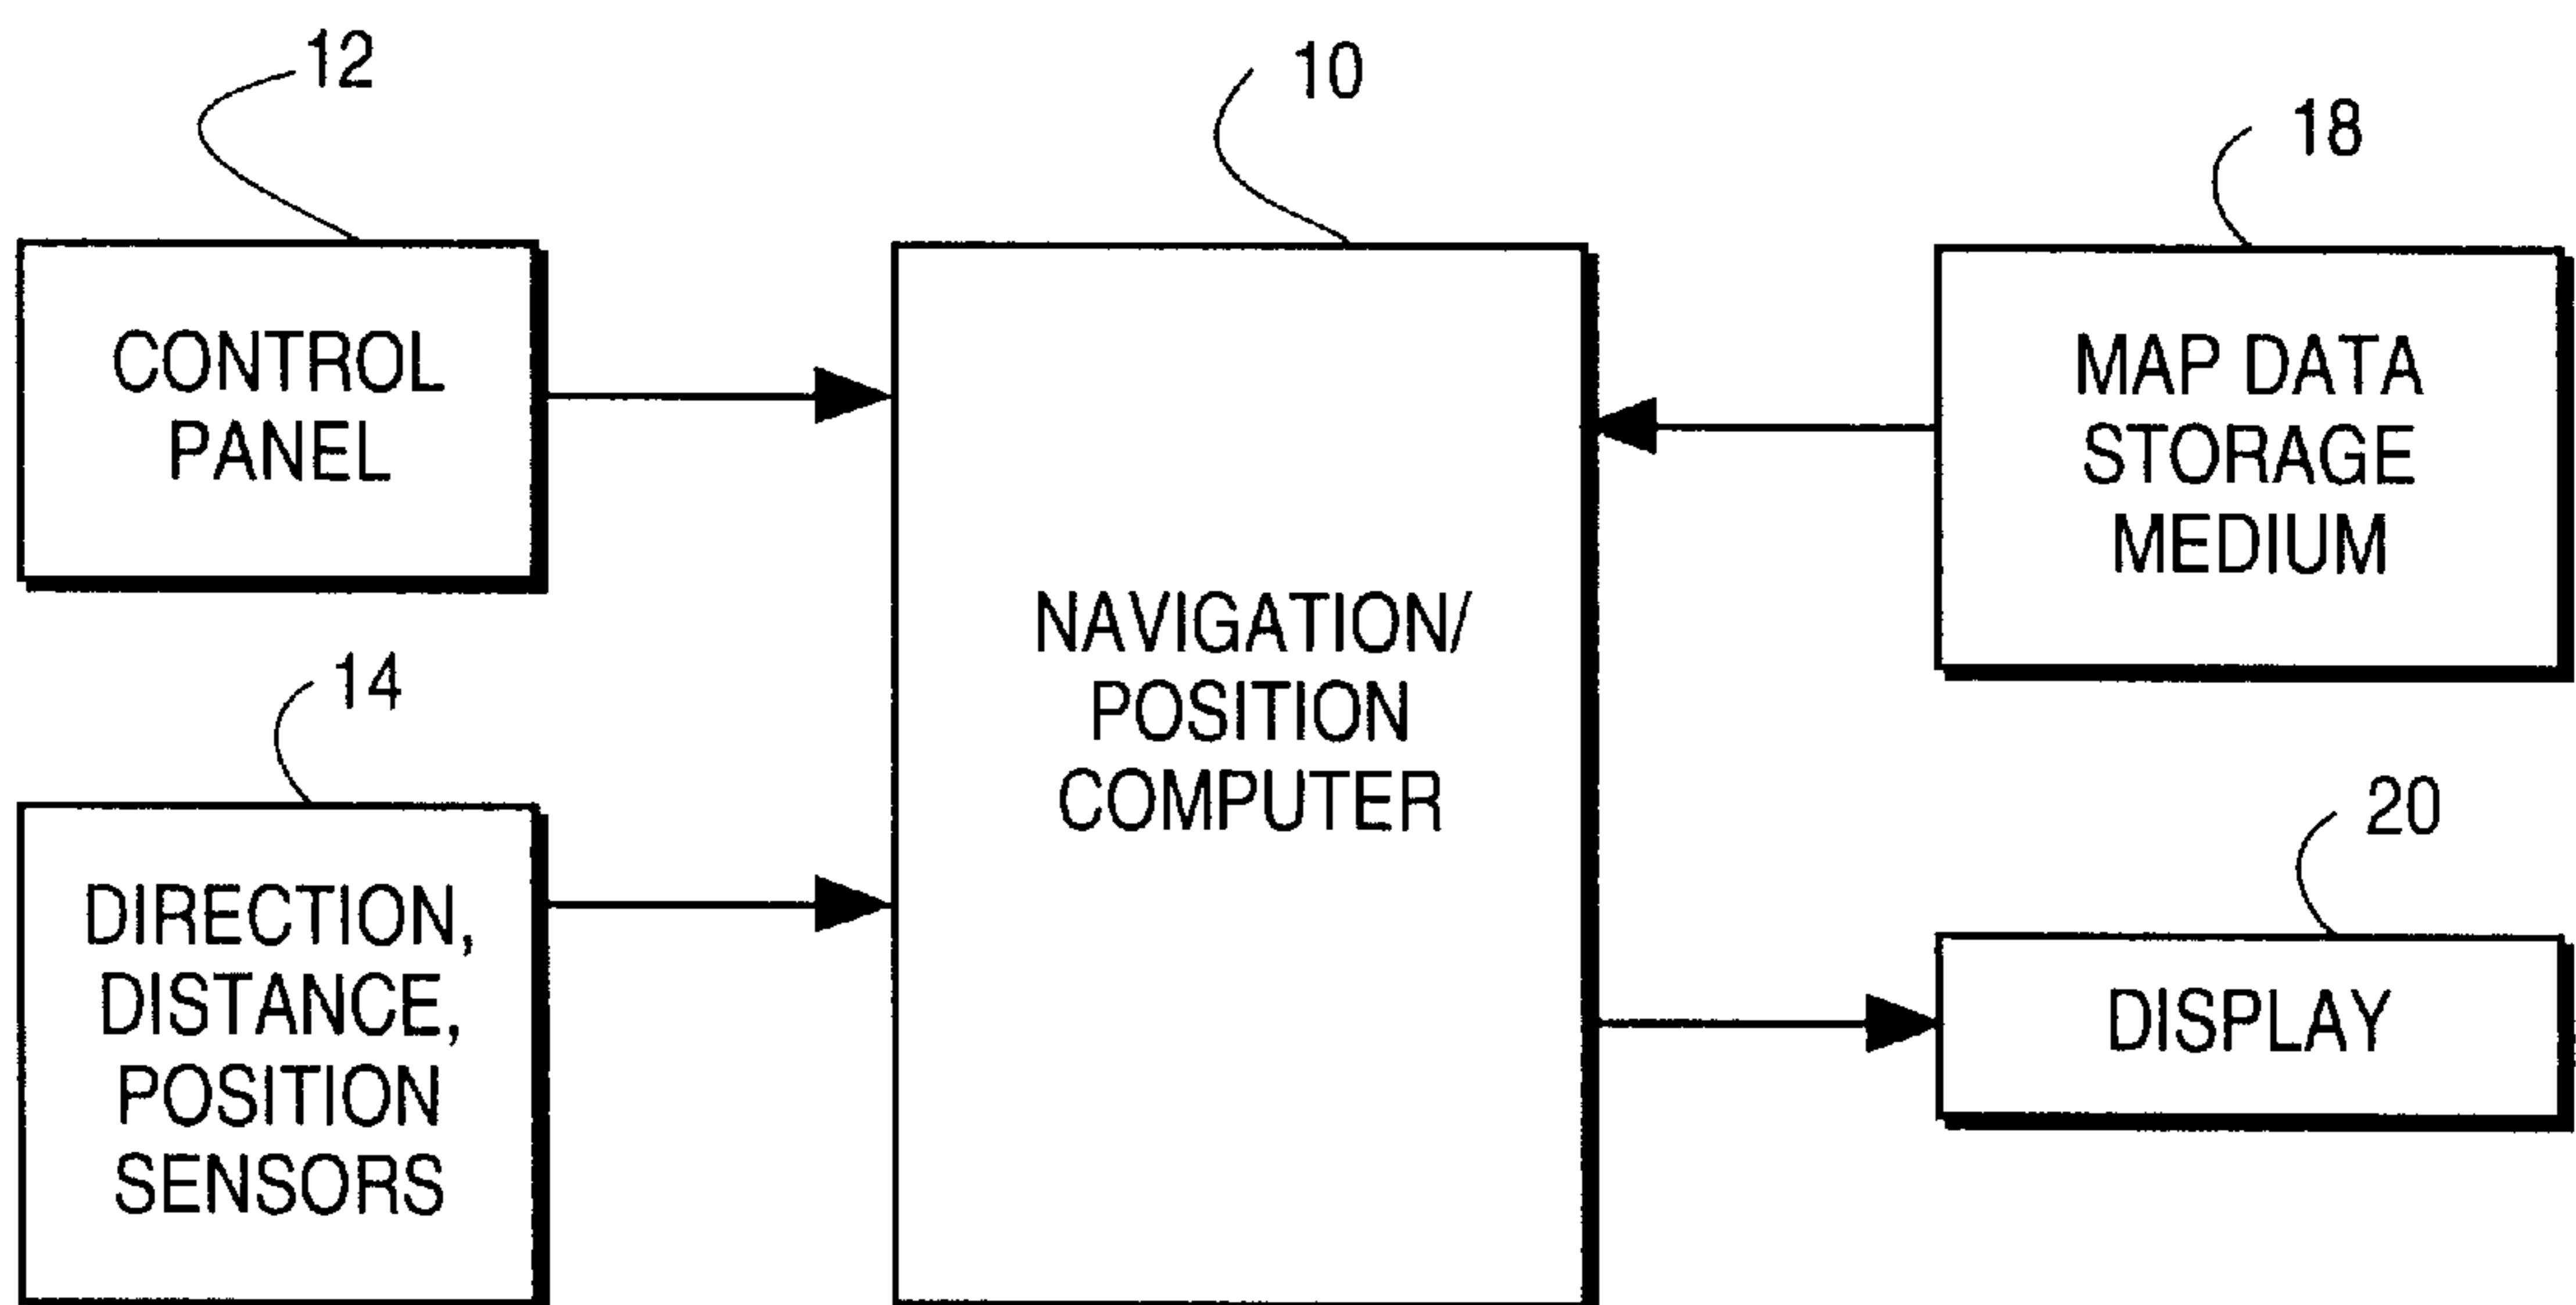 12
CONTROL
PANEL
14
DIRECTION,
DISTANCE,
POSITION
SENSORS
10
NAVIGATION/
POSITION
COMPUTER
18
MAP DATA
STORAGE
MEDIUM
20
DISPLAY